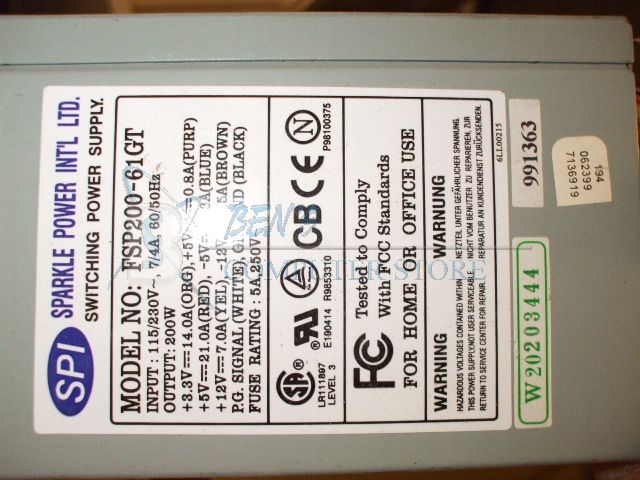 SPI
SPARKLE POWER INT'L LTD.
SWITCHING POWER SUPPLY.
MODEL NO: FSP200-61GT
INPUT : 115/230V~, 7/4A, 60/50Hz
OUTPUT: 200W
+3.3V⎓14.0A(ORG),+5V ⎓0.8A(PURP)
+5V⎓21.0A(RED), -5V⎓ 3A(BLUE)
+12V⎓7.0A(YEL), -12V 5A(BROWN)
P.G. SIGNAL (WHITE), G D (BLACK)
FUSE RATING : 5A,250V
LR111897
LEVEL 3
E190414
R9853310
CB
CE
N
P98100375
FC
Tested to Comply
With FCC Standards
FOR HOME OR OFFICE USE
WARNING
HAZARDOUS VOLTAGES CONTAINED WITHIN
THIS POWER SUPPLY,NOT USER SERVICEABLE
RETURN TO SERVICE CENTER FOR REPAIR.
WARNUNG
NETZTEIL UNTER GEFÄHRLICHER SPANNUNG.
NICHT VOM BENUTZER ZU REPARIEREN, ZUR
REPARATUR AN KUNDENDIENST ZURÜCKSENDEN.
6LL00215
W20203444
991363
194
062399
7136919
BEN'S
COMPUTER STORE